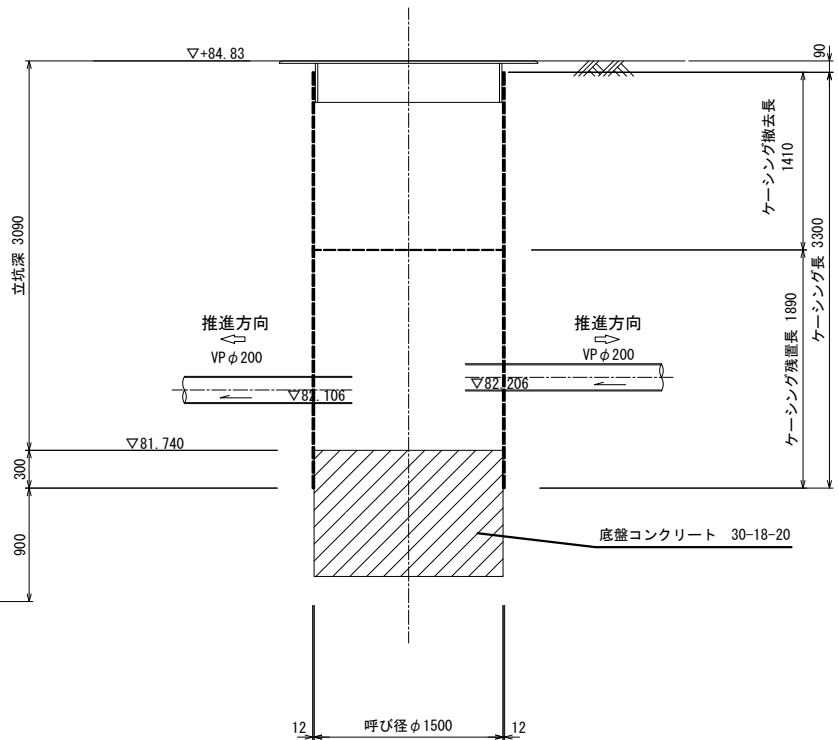 ▽+84.83
90
ケーシング撤去長
1410
立坑深 3090
ケーシング長 3300
ケーシング残置長 1890
推進方向
VPφ200
推進方向
VPφ200
▽82.106
▽82.206
▽81.740
300
900
底盤コンクリート 30-18-20
12
呼び径φ1500
12